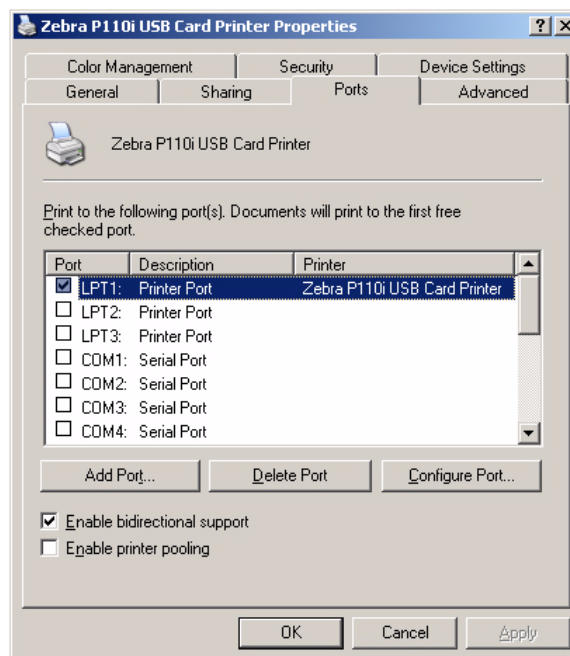 Zebra P110i USB Card Printer Properties
Color Management Security Device Settings
General Sharing Ports Advanced
Zebra P110i USB Card Printer
Print to the following port(s). Documents will print to the first free
checked port.
Port Description Printer
LPT1: Printer Port Zebra P110i USB Card Printer
LPT2: Printer Port
LPT3: Printer Port
COM1: Serial Port
COM2: Serial Port
COM3: Serial Port
COM4: Serial Port
Add Port... Delete Port Configure Port...
Enable bidirectional support
Enable printer pooling
OK Cancel Apply